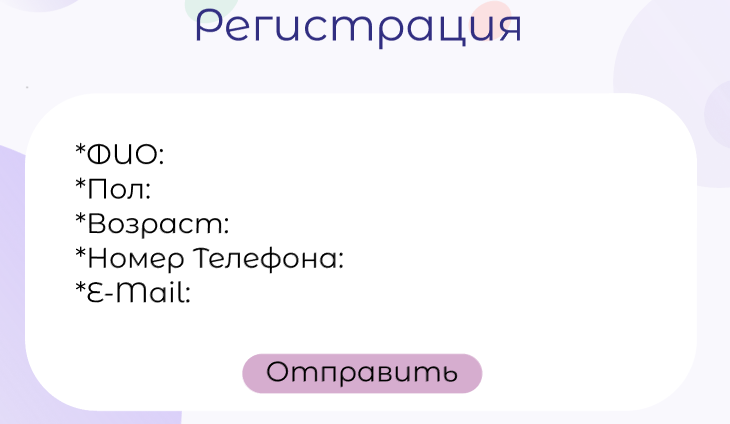 Регистрация
*ФИО:
*Пол:
*Возраст:
*Номер Телефона:
*E-Mail:
Отправить